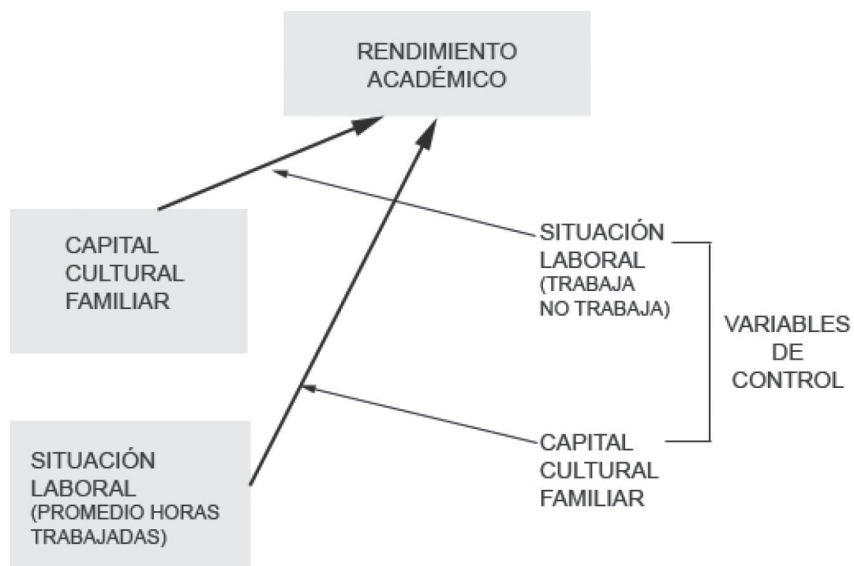 RENDIMIENTO
ACADÉMICO
CAPITAL
CULTURAL
FAMILIAR
SITUACIÓN
LABORAL
(TRABAJA
NO TRABAJA)
VARIABLES
DE
CONTROL
SITUACIÓN
LABORAL
(PROMEDIO HORAS
TRABAJADAS)
CAPITAL
CULTURAL
FAMILIAR